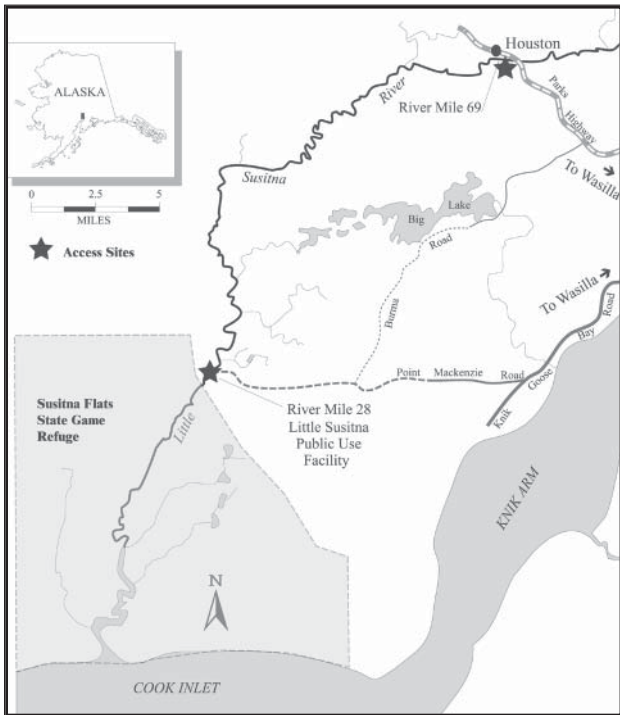 Houston
ALASKA
River
River Mile 69
Parks
Highway
Susitna
0 2.5 5
MILES
To Wasilla
Access Sites
Big Lake
Road
Burma
To Wasilla
Road
Bay
Goose
Knik
Point Mackenzie Road
River Mile 28
Little Susitna
Public Use
Facility
Susitna Flats
State Game
Refuge
Little
KNIK ARM
N
COOK INLET